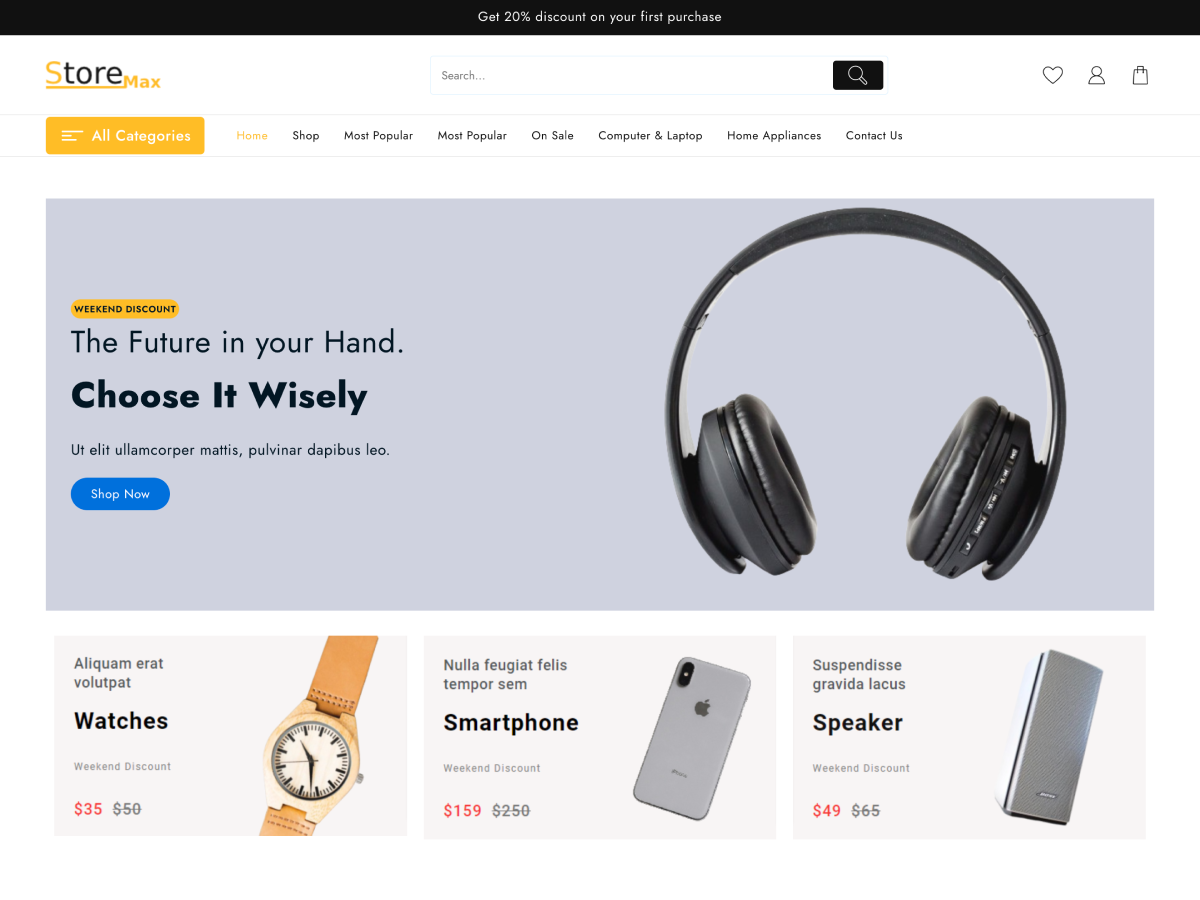 Get 20% discount on your first purchase
StoreMax
Search...
All Categories
Home Shop Most Popular Most Popular On Sale Computer & Laptop Home Appliances Contact Us
WEEKEND DISCOUNT
The Future in your Hand.
Choose It Wisely
Ut elit ullamcorper mattis, pulvinar dapibus leo.
Shop Now
Aliquam erat
volutpat
Watches
Weekend Discount
$35 $50
Nulla feugiat felis
tempor sem
Smartphone
Weekend Discount
$159 $250
iPhone
Suspendisse
gravida lacus
Speaker
Weekend Discount
$49 $65